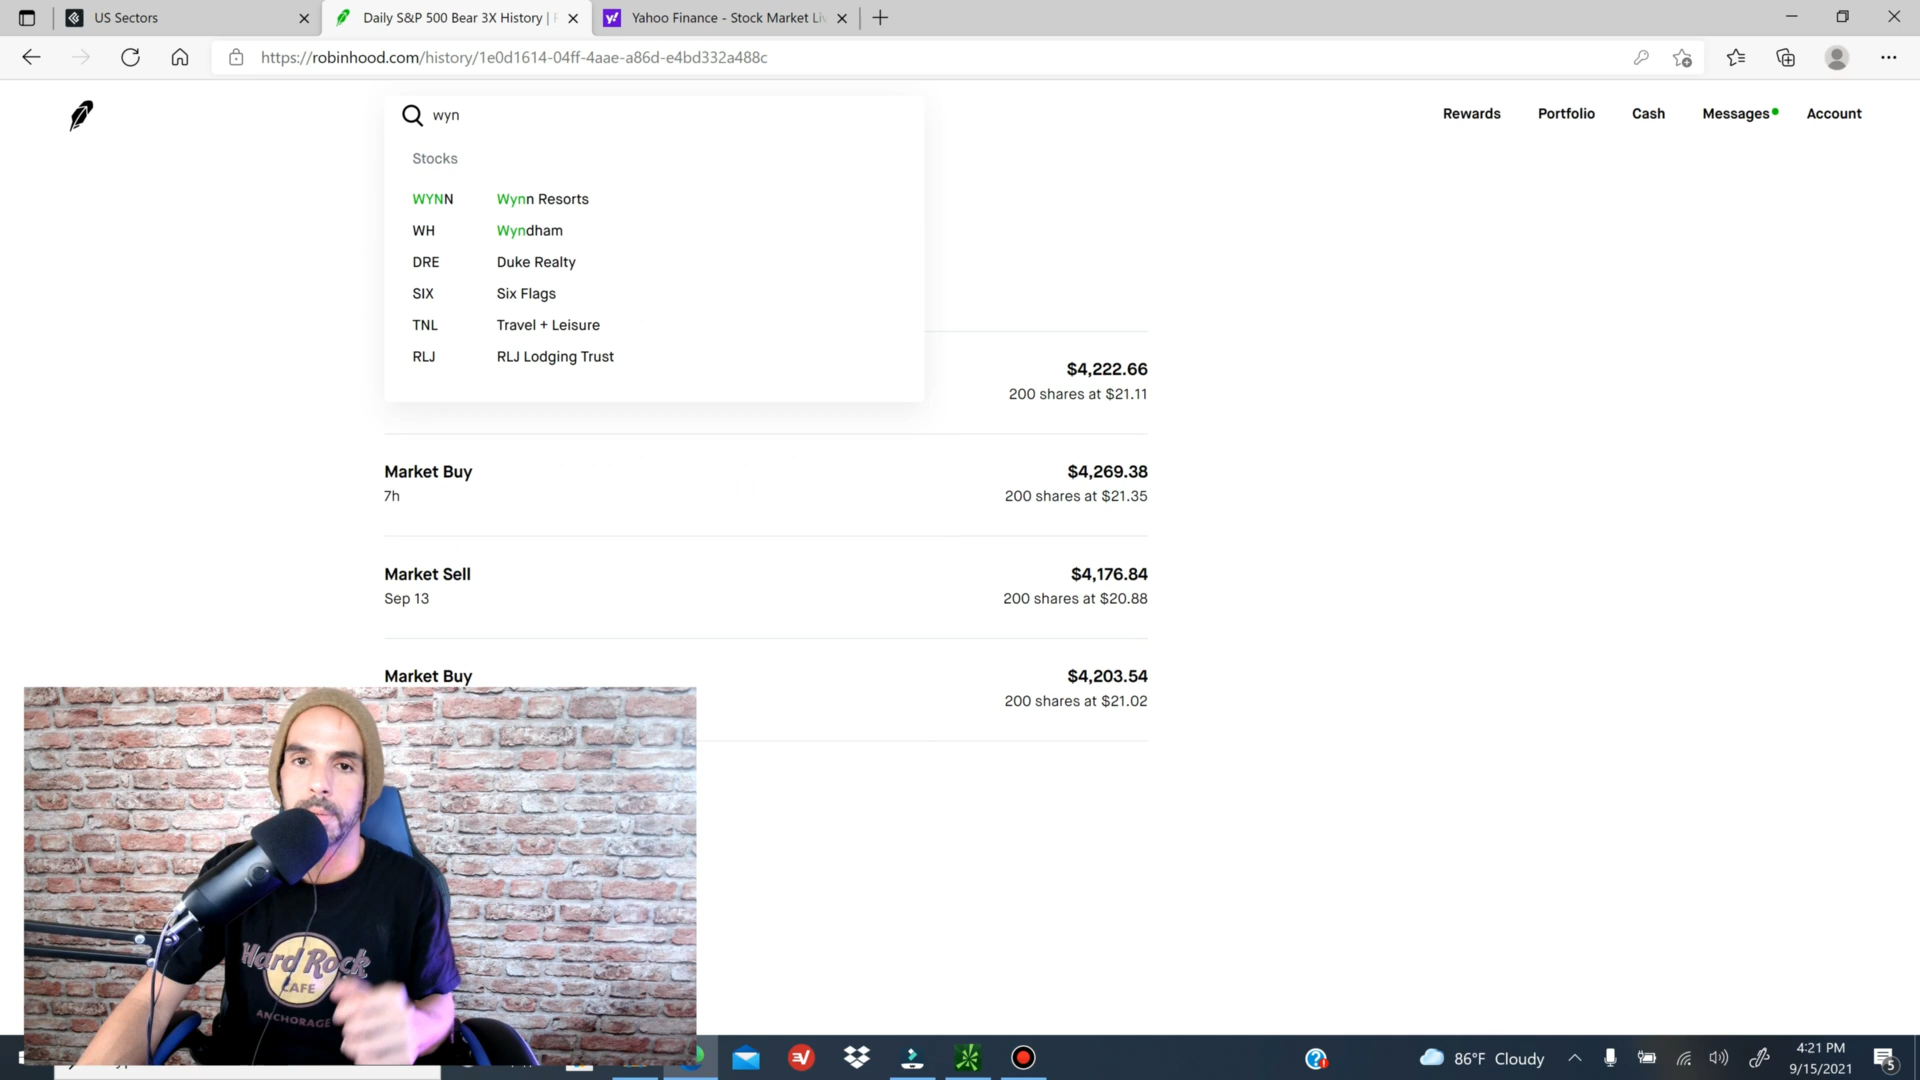 US Sectors
Daily S&P 500 Bear 3X History |
Yahoo Finance - Stock Market Liv
https://robinhood.com/history/1e0d1614-04ff-4aae-a86d-e4bd332a488c
wyn
Rewards
Portfolio
Cash
Messages
Account
Stocks
WYNN Wynn Resorts
WH Wyndham
DRE Duke Realty
SIX Six Flags
TNL Travel + Leisure
RLJ RLJ Lodging Trust
$4,222.66
200 shares at $21.11
Market Buy
7h
$4,269.38
200 shares at $21.35
Market Sell
Sep 13
$4,176.84
200 shares at $20.88
Market Buy
$4,203.54
200 shares at $21.02
Hard Rock
CAFE
ANCHORAGE
86°F Cloudy
4:21 PM
9/15/2021
5